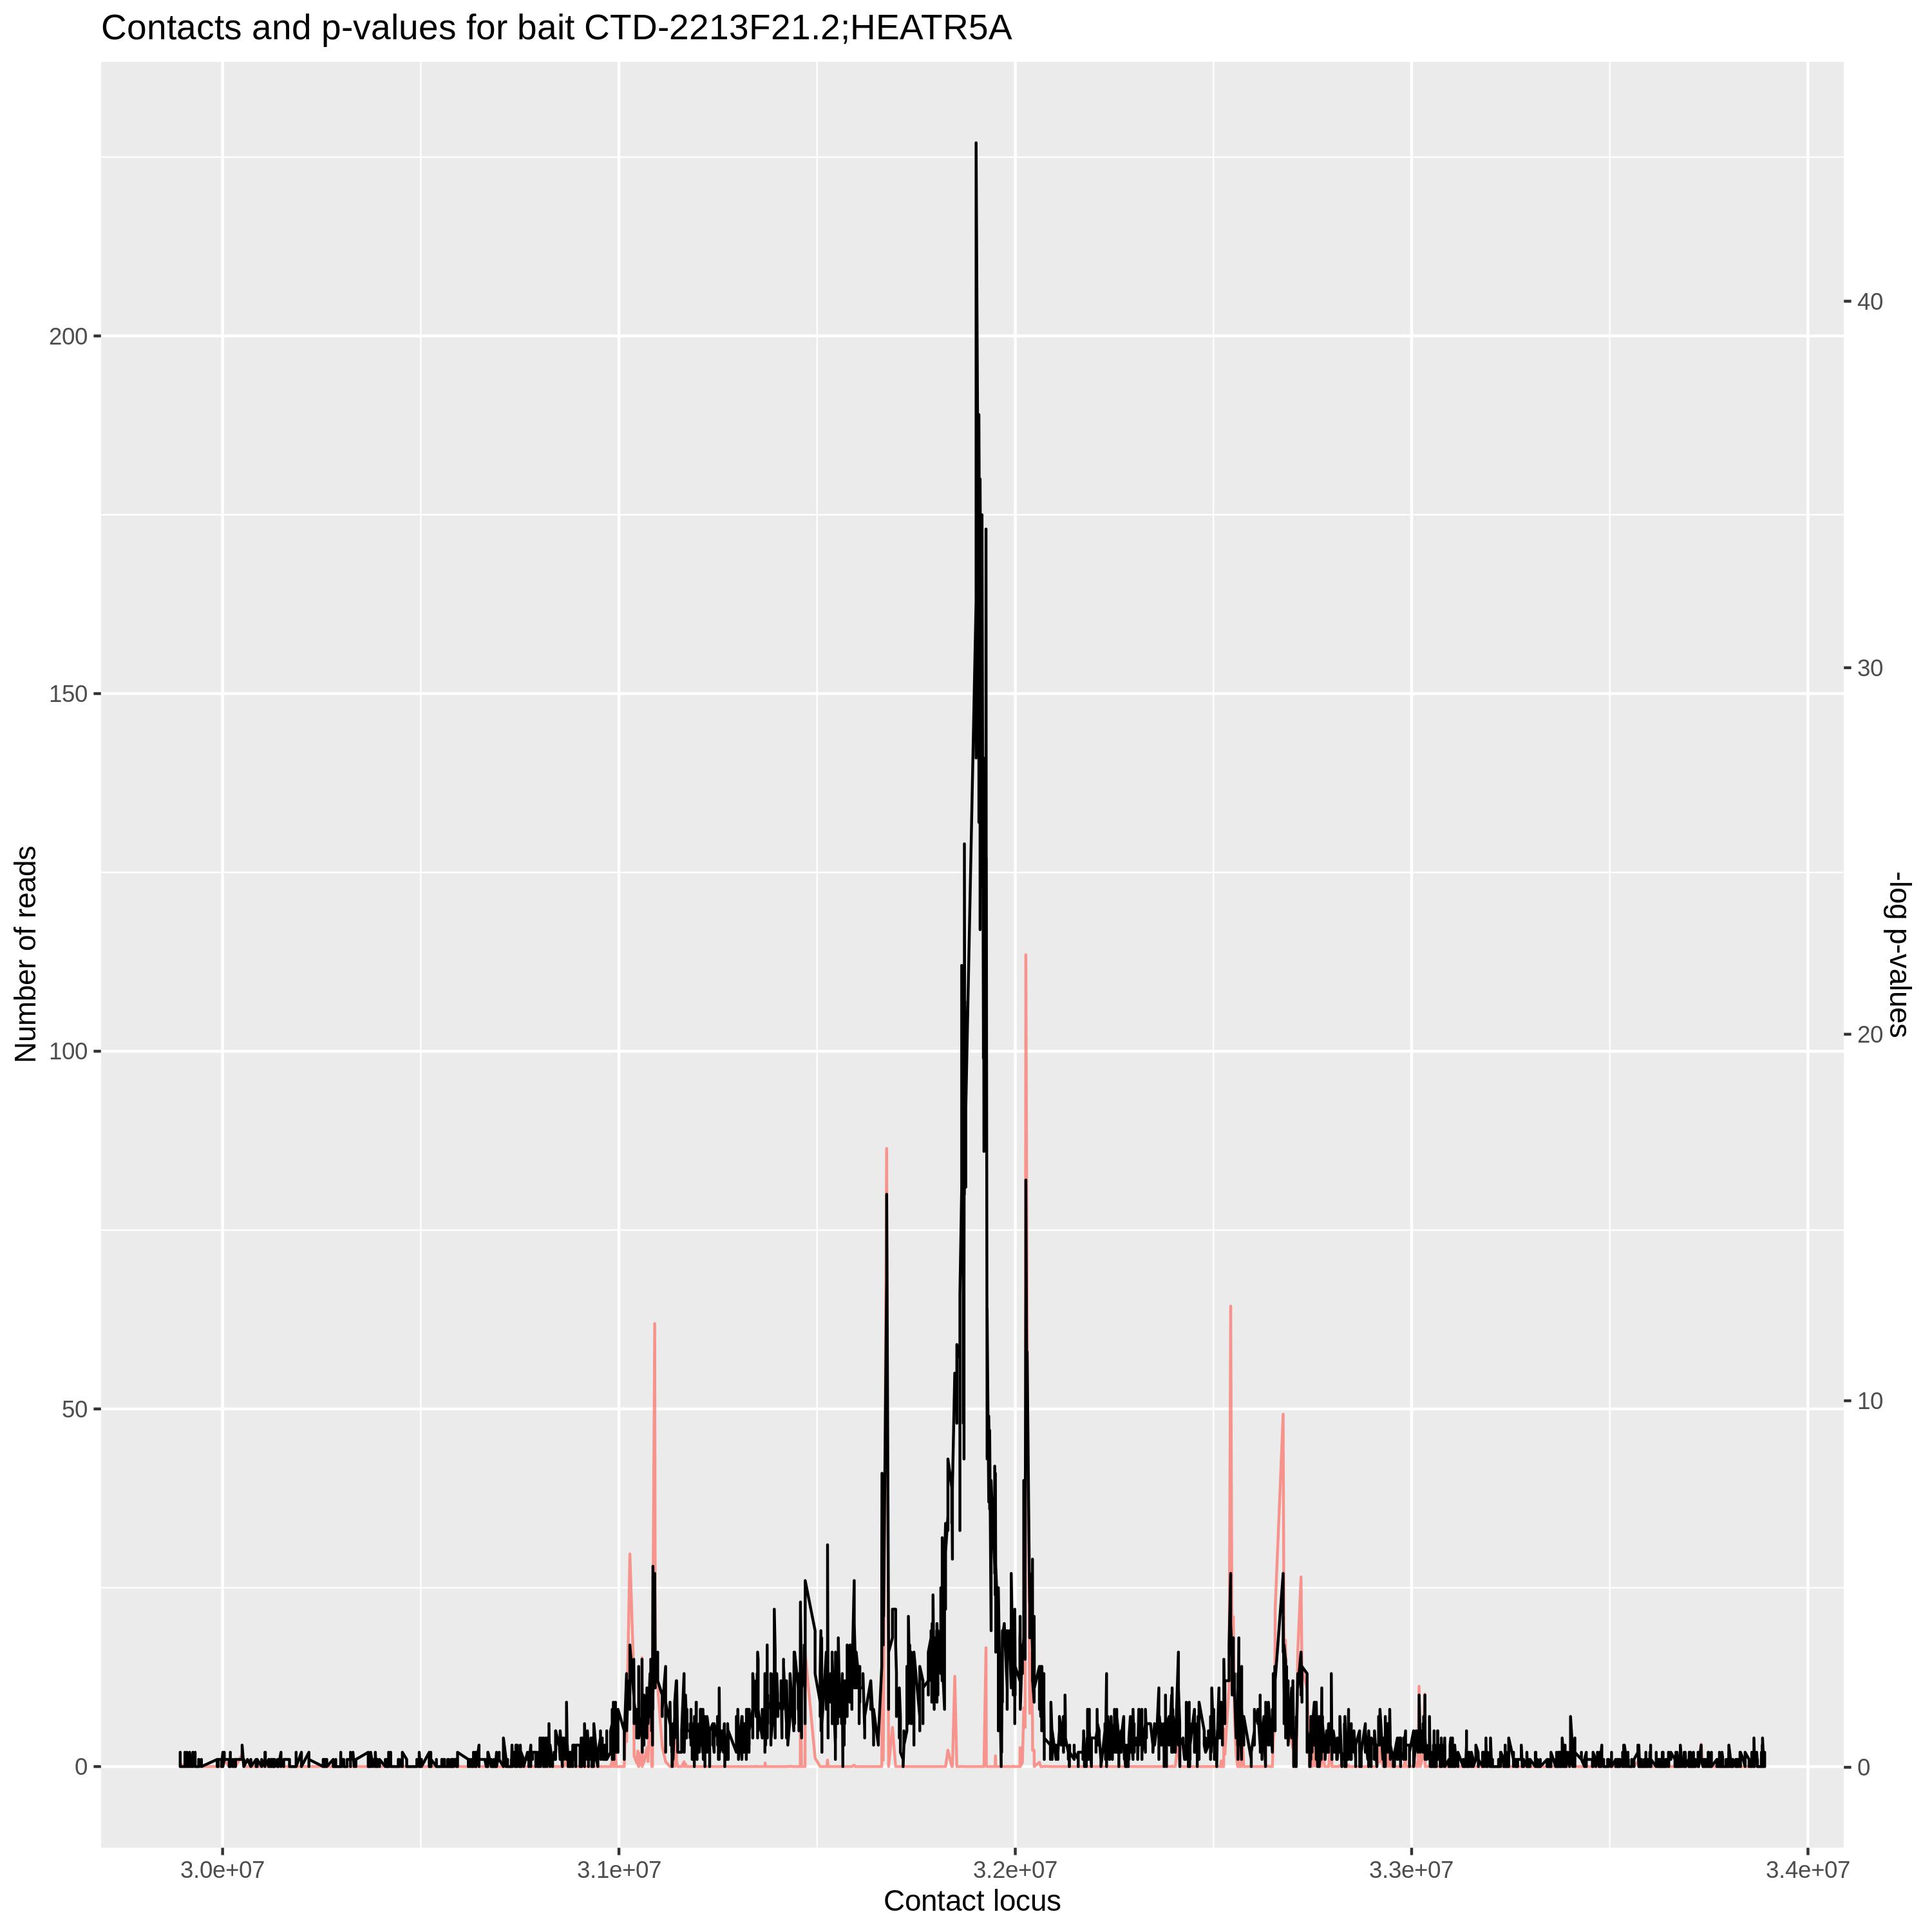 Contacts and p-values for bait CTD-2213F21.2;HEATR5A
Number of reads
200
150
100
50
0
40
30
20
10
0
-log p-values
3.0e+07 3.1e+07 3.2e+07 3.3e+07 3.4e+07
Contact locus